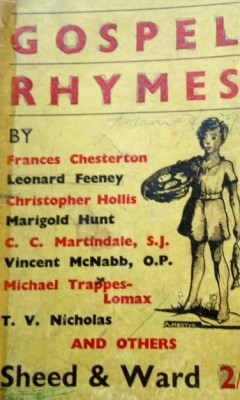 GOSPEL
RHYMES
BY
Frances Chesterton
Leonard Feeney
Christopher Hollis
Marigold Hunt
C. C. Martindale, S.J.
Vincent McNabb, O.P.
Michael Trappes-
Lomax
T. V. Nicholas
AND OTHERS
Sheed & Ward 2/